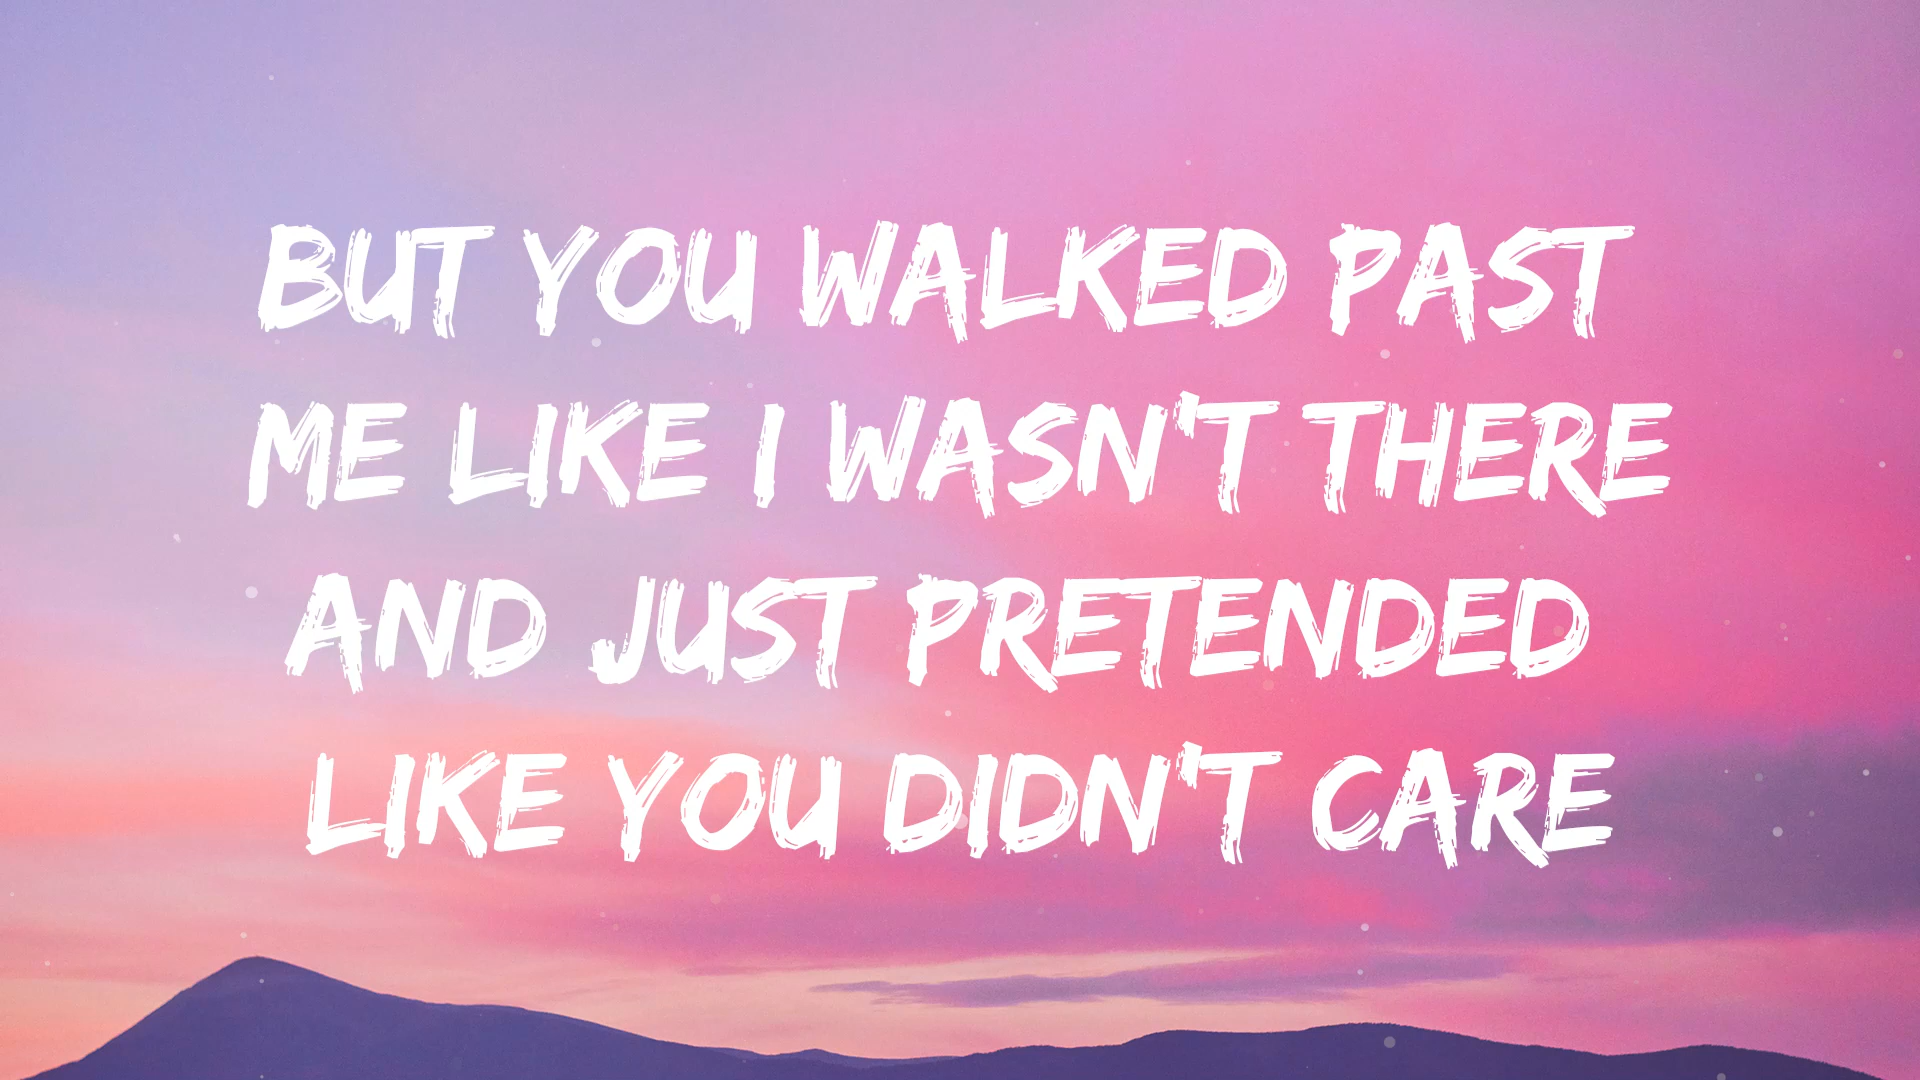 BUT YOU WALKED PAST
ME LIKE I WASN'T THERE
AND JUST PRETENDED
LIKE YOU DIDN'T CARE